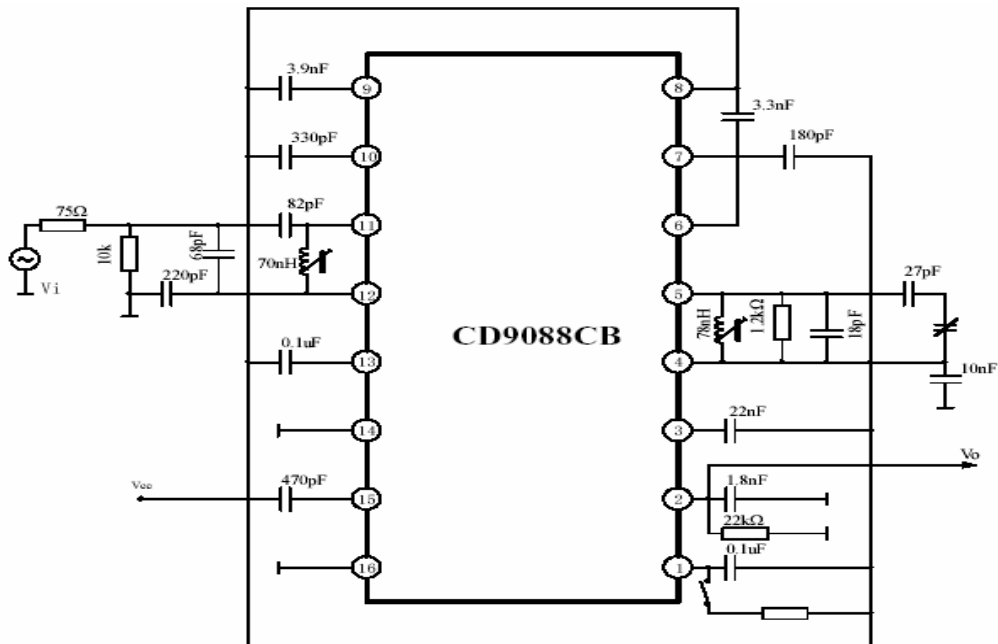 3.9nF
9
8
3.3nF
330pF
10
7
180pF
82pF
11
6
75Ω
10k
68pF
70nH
Vi
220pF
12
5
27pF
78nH
1.2kΩ
18pF
CD9088CB
0.1uF
13
4
10nF
14
3
22nF
Vo
Vcc
470pF
15
2
1.8nF
22kΩ
16
1
0.1uF